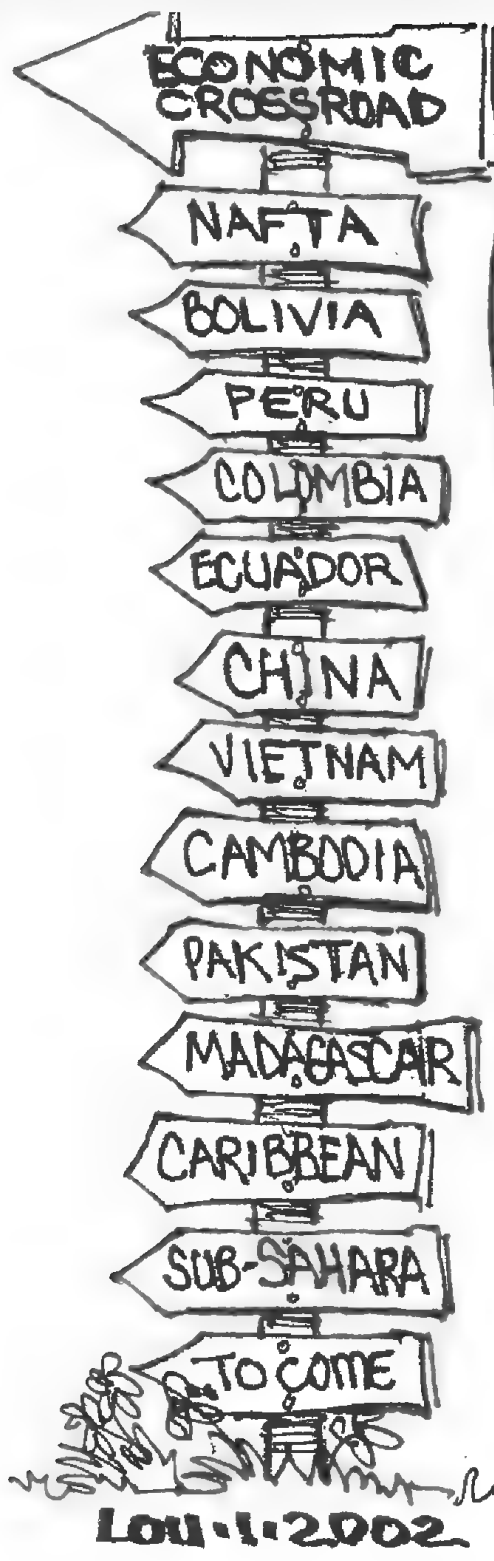 ECONOMIC
CROSSROAD
NAFTA
BOLIVIA
PERU
COLOMBIA
ECUADOR
CHINA
VIETNAM
CAMBODIA
PAKISTAN
MADAGASCAR
CARIBBEAN
SUB-SAHARA
TO COME
LOU·1·2002